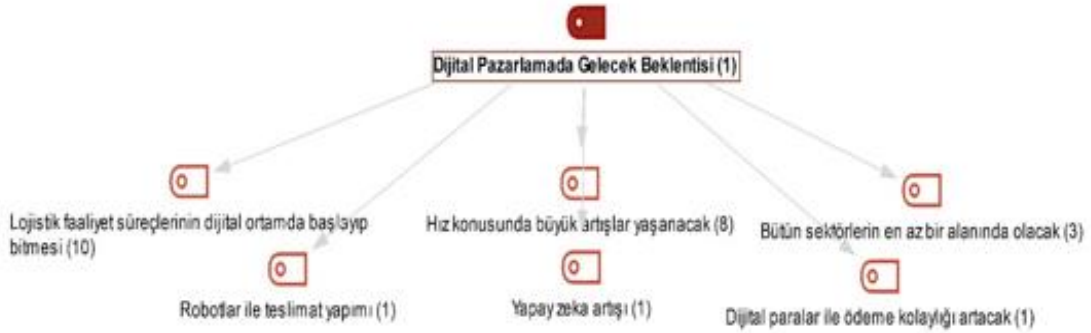 Dijital Pazarlamada Gelecek Beklentisi (1)
Lojistik faaliyet süreçlerinin dijital ortamda başlayıp
bitmesi (10)
Hız konusunda büyük artışlar yaşanacak (8)
Bütün sektörlerin en az bir alanında olacak (3)
Robotlar ile teslimat yapımı (1)
Yapay zeka artışı (1)
Dijital paralar ile ödeme kolaylığı artacak (1)